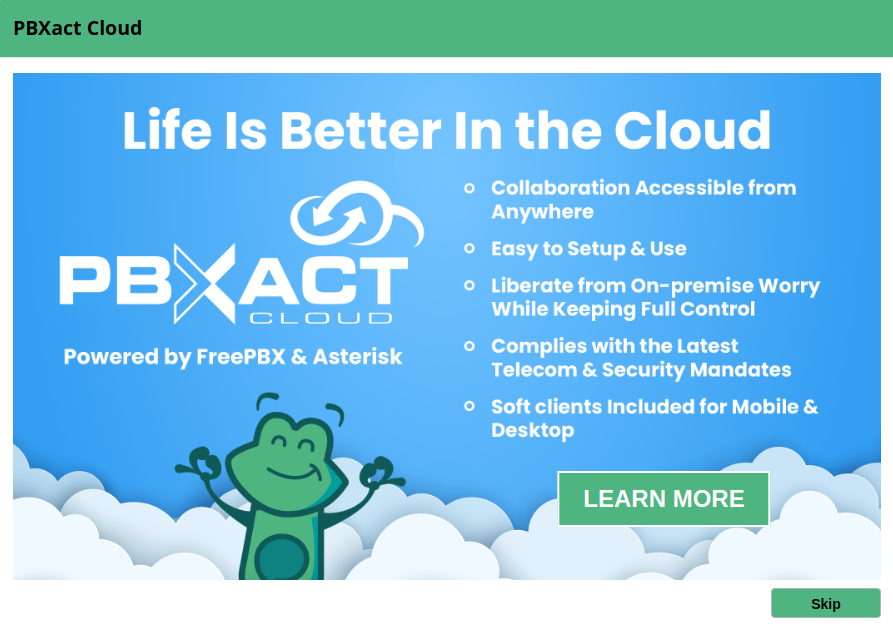 PBXact Cloud
Life Is Better In the Cloud
PBXACT
CLOUD
Powered by FreePBX & Asterisk
Collaboration Accessible from
Anywhere
Easy to Setup & Use
Liberate from On-premise Worry
While Keeping Full Control
Complies with the Latest
Telecom & Security Mandates
Soft clients Included for Mobile &
Desktop
LEARN MORE
Skip